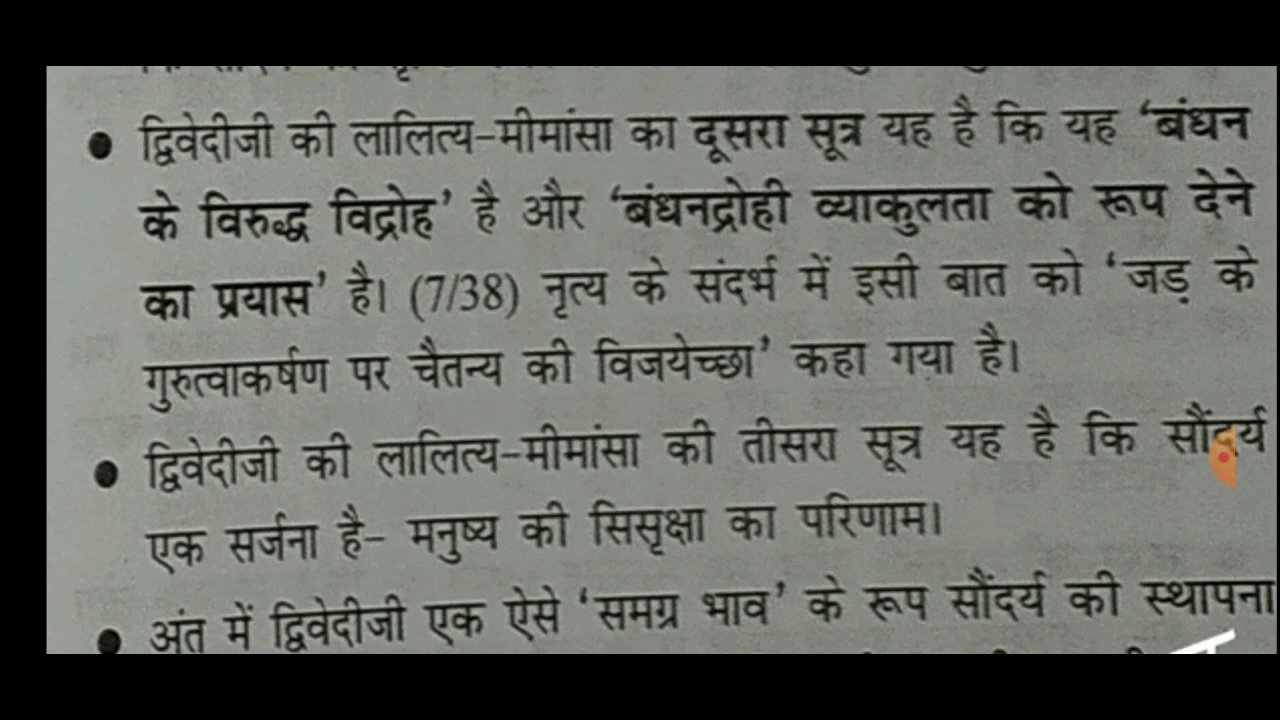 ● द्विवेदीजी की लालित्य-मीमांसा का दूसरा सूत्र यह है कि यह ‘बंधन
के विरुद्ध विद्रोह’ है और ‘बंधनद्रोही व्याकुलता को रूप देने
का प्रयास’ है। (7/38) नृत्य के संदर्भ में इसी बात को ‘जड़ के
गुरुत्वाकर्षण पर चैतन्य की विजयेच्छा’ कहा गया है।
● द्विवेदीजी की लालित्य-मीमांसा की तीसरा सूत्र यह है कि सौंदर्य
एक सर्जना है- मनुष्य की सिसृक्षा का परिणाम।
● अंत में द्विवेदीजी एक ऐसे ‘समग्र भाव’ के रूप सौंदर्य की स्थापना